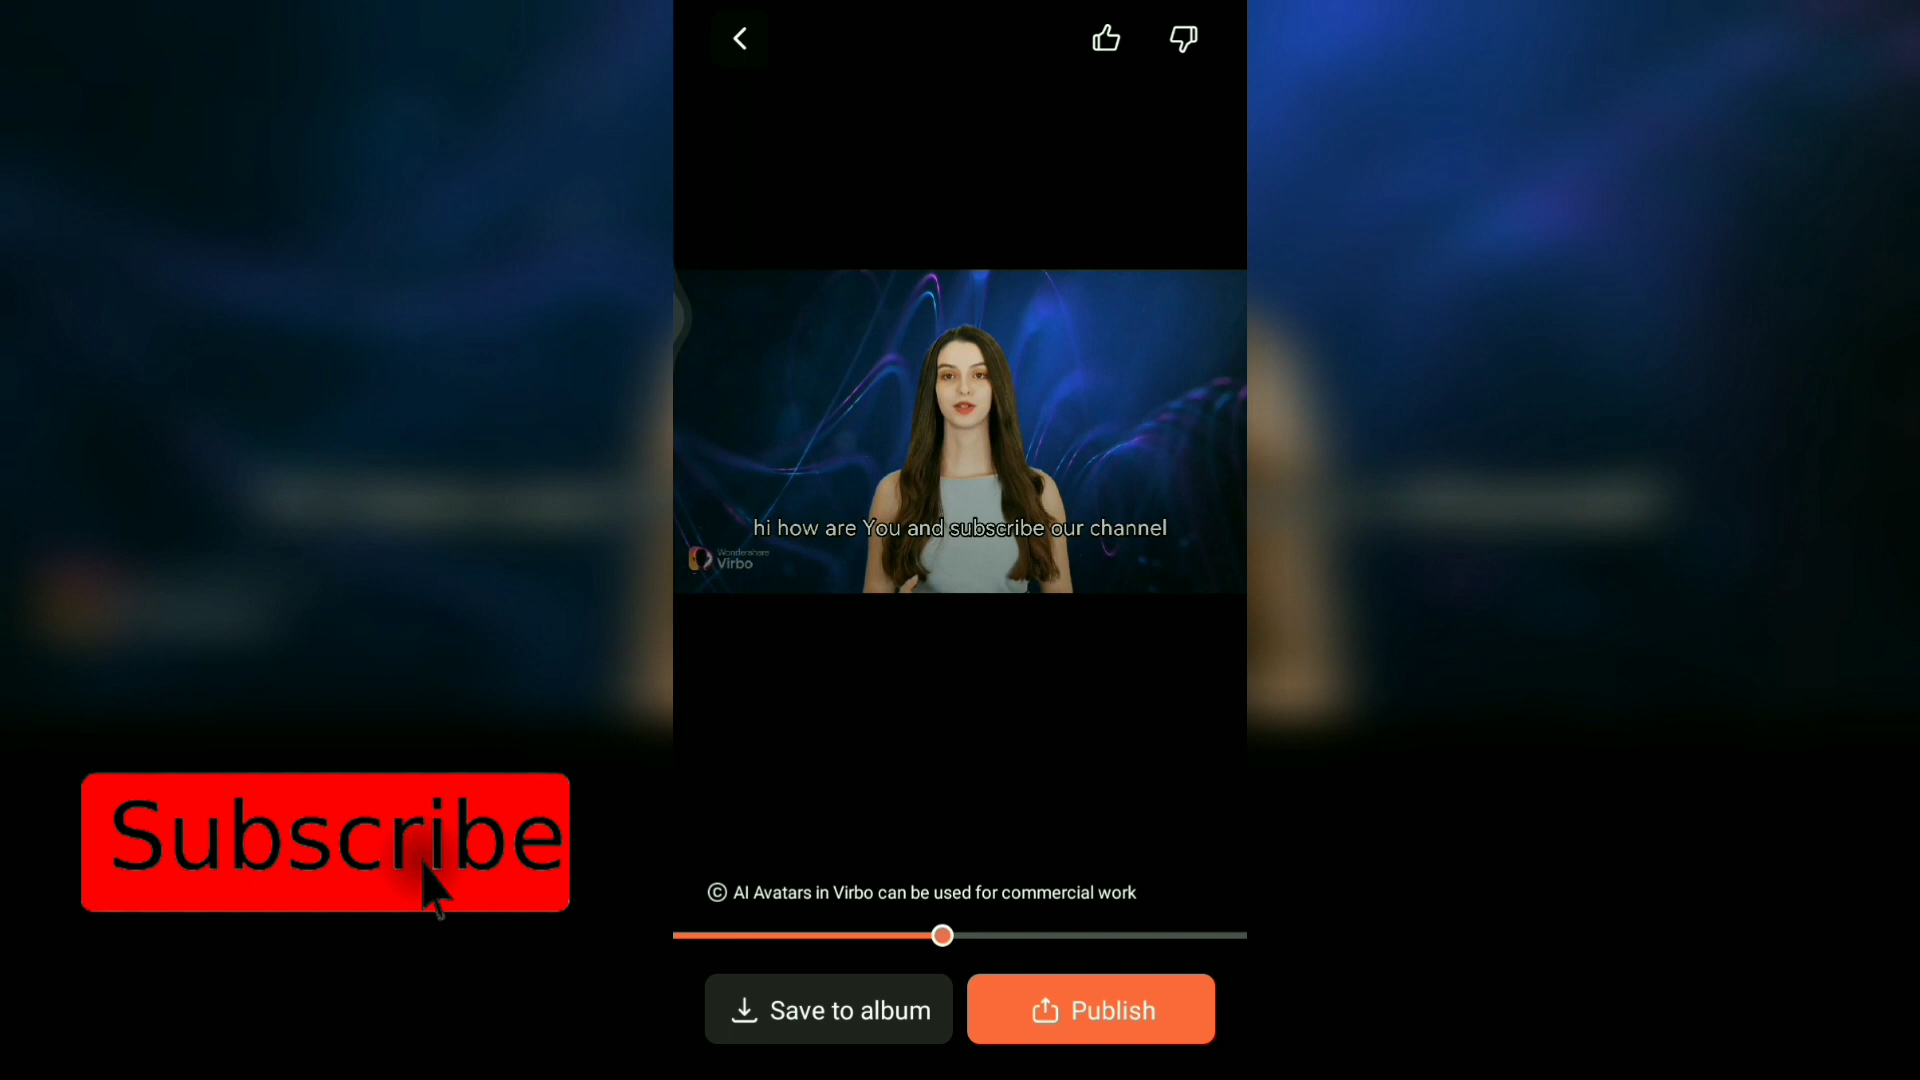 hi how are You and subscribe our channel
Wondershare
Virbo
Subscribe
© AI Avatars in Virbo can be used for commercial work
Save to album
Publish